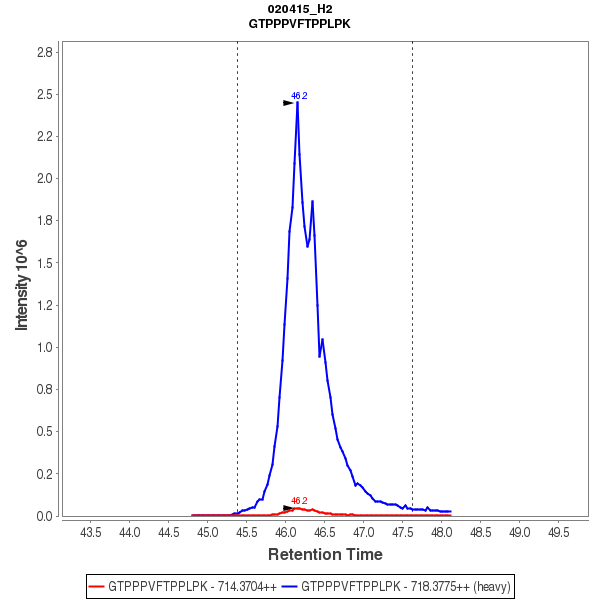 020415_H2
GTPPPVFTPPLPK
Intensity 10^6
2.8
2.5
2.2
2.0
1.8
1.5
1.2
1.0
0.8
0.5
0.2
0.0
46.2
46.2
43.5 44.0 44.5 45.0 45.5 46.0 46.5 47.0 47.5 48.0 48.5 49.0 49.5
Retention Time
GTPPPVFTPPLPK - 714.3704++ GTPPPVFTPPLPK - 718.3775++ (heavy)